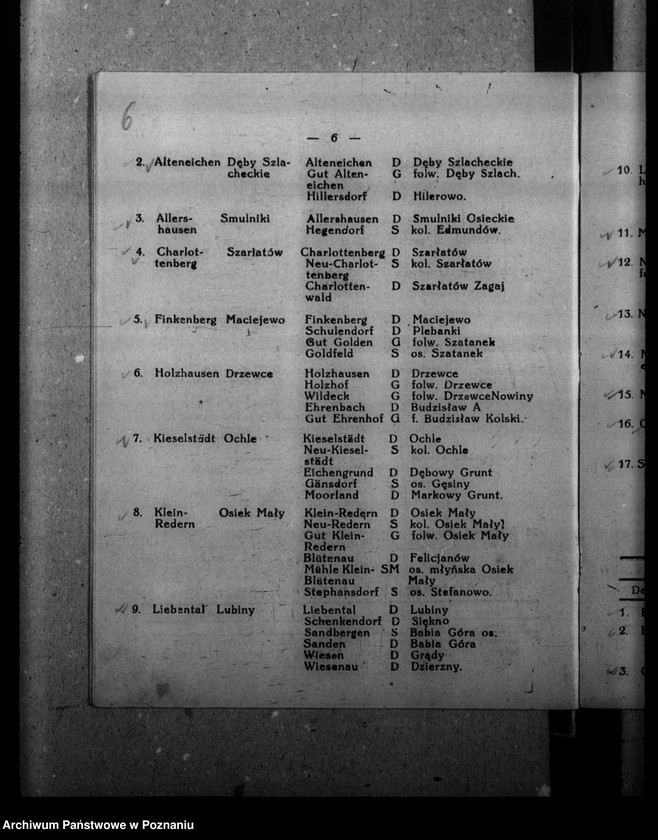 6
— 6 —
2. Alteneichen Dęby Szla- Alteneichen D Dęby Szlacheckie
checkie Gut Alten- G folw. Dęby Szlach.
eichen
Hillersdorf D Hilerowo.
3. Allers- Smulniki Allershausen D Smulniki Osieckie
hausen Hegendorf S kol. Edmundów.
4. Charlot- Szarłatów Charlottenberg D Szarłatów
tenberg Neu-Charlot- S kol. Szarłatów
tenberg
Charlotten- D Szarłatów Zagaj
wald
5. Finkenberg Maciejewo Finkenberg D Maciejewo
Schulendorf D Plebanki
Gut Golden G folw. Szatanek
Goldfeld S os. Szatanek
6. Holzhausen Drzewce Holzhausen D Drzewce
Holzhof G folw. Drzewce
Wildeck G folw. DrzewceNowiny
Ehrenbach D Budzisław A
Gut Ehrenhof G f. Budzisław Kolski.
7. Kieselstädt Ochle Kieselstädt D Ochle
Neu-Kiesel- S kol. Ochle
städt
Eichengrund D Dębowy Grunt
Gänsdorf S os. Gęsiny
Moorland D Markowy Grunt.
8. Klein- Osiek Mały Klein-Redern D Osiek Mały
Redern Neu-Redern S kol. Osiek Mały
Gut Klein- G folw. Osiek Mały
Redern
Blütenau D Felicjanów
Mühle Klein- SM os. młyńska Osiek
Blütenau Mały
Stephansdorf S os. Stefanowo.
9. Liebental Lubiny Liebental D Lubiny
Schenkendorf D Siękno
Sandbergen S Babia Góra os.
Sanden D Babia Góra
Wiesen D Grądy
Wiesenau D Dzierzny.
10. L
h
11. M
12. N
f
13. N
14. N
e
15. N
16.
17. S
De
1.
2.
3.
Archiwum Państwowe w Poznaniu